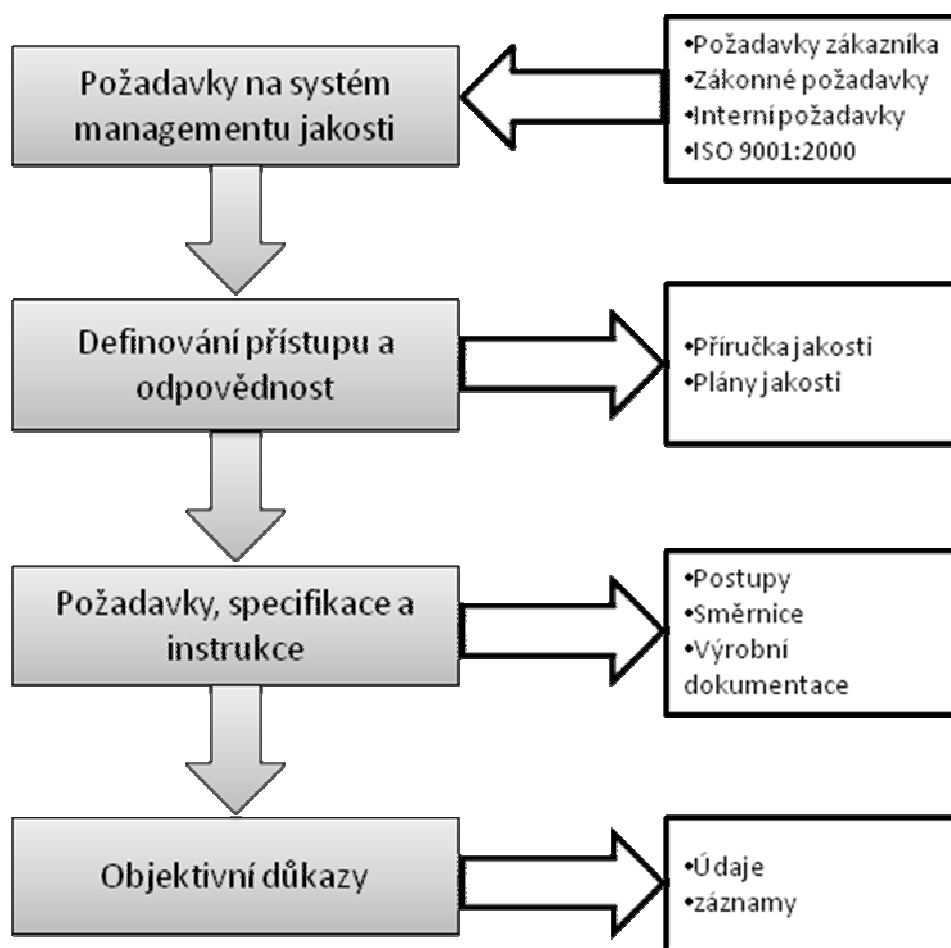 Požadavky na systém
managementu jakosti
•Požadavky zákazníka
•Zákonné požadavky
•Interní požadavky
•ISO 9001:2000
Definování přístupu a
odpovědnost
•Příručka jakosti
•Plány jakosti
Požadavky, specifikace a
instrukce
•Postupy
•Směrnice
•Výrobní
dokumentace
Objektivní důkazy
•Údaje
•záznamy